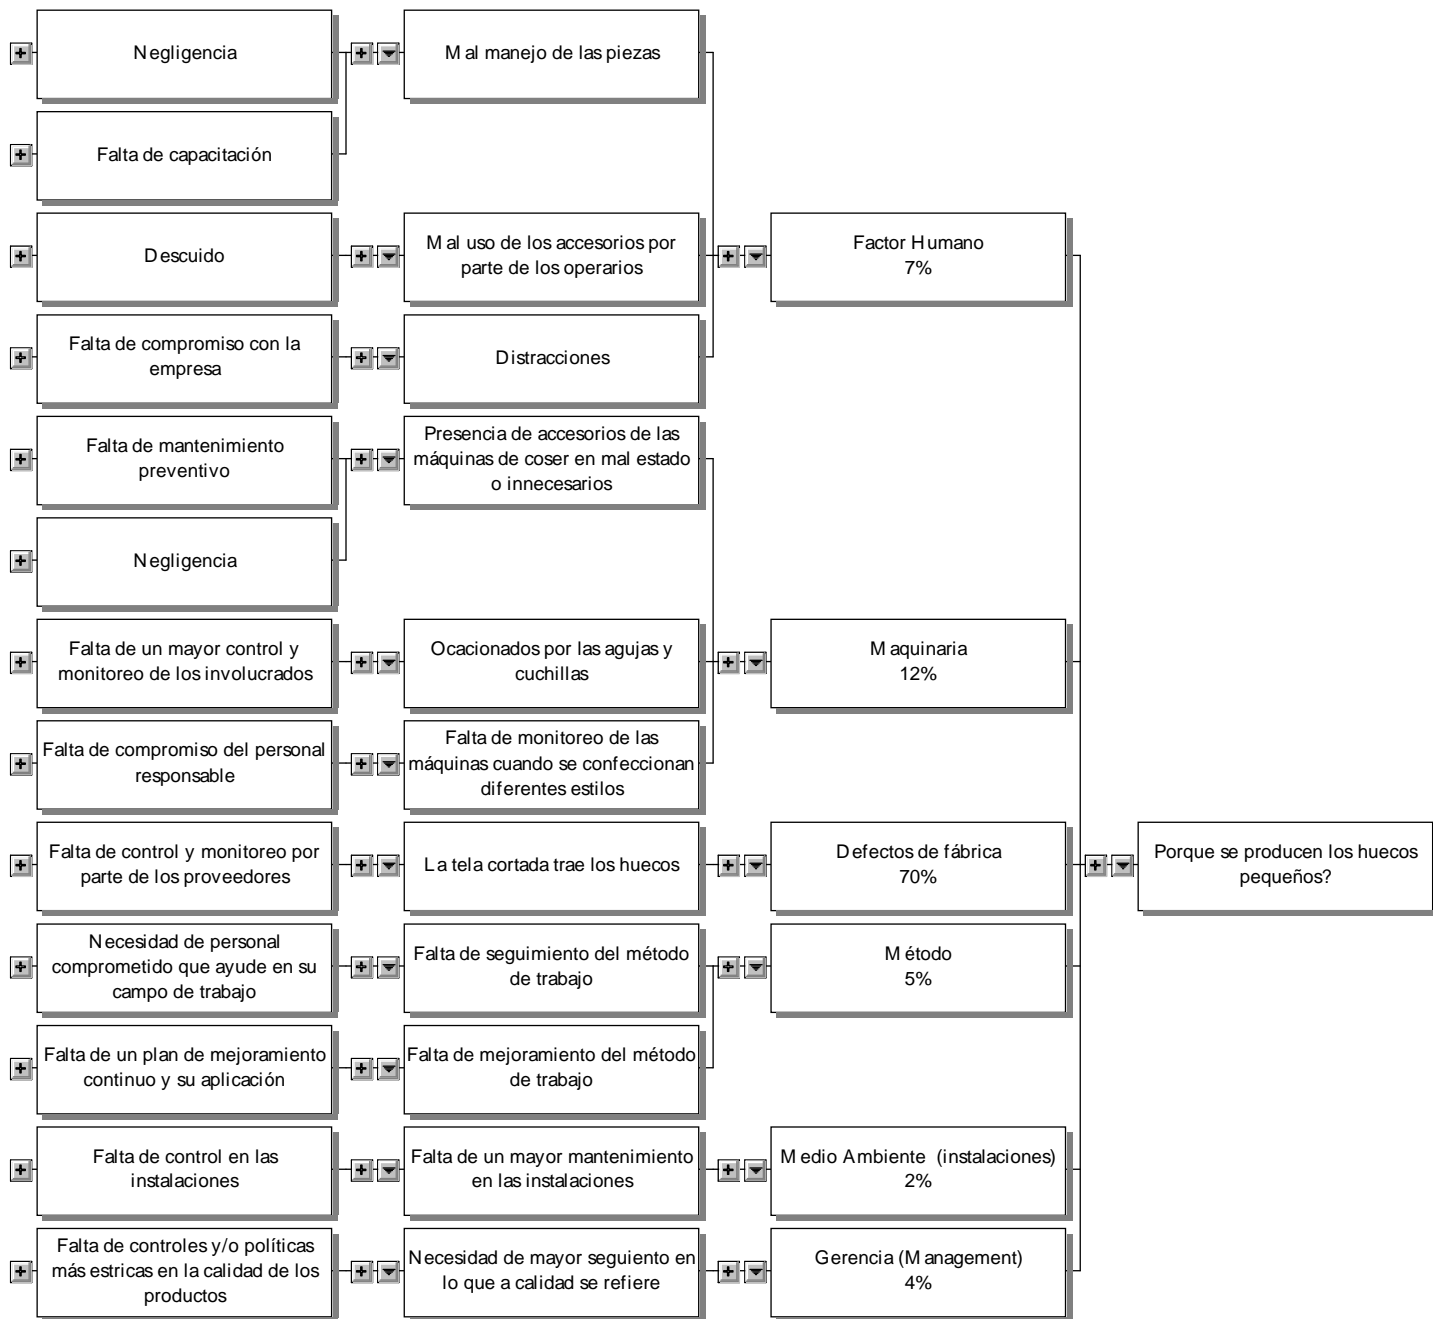 Negligencia
Mal manejo de las piezas
Falta de capacitación
Descuido
Mal uso de los accesorios por
parte de los operarios
Factor Humano
7%
Falta de compromiso con la
empresa
Distracciones
Falta de mantenimiento
preventivo
Presencia de accesorios de las
máquinas de coser en mal estado
o innecesarios
Negligencia
Falta de un mayor control y
monitoreo de los involucrados
Ocacionados por las agujas y
cuchillas
Maquinaria
12%
Falta de compromiso del personal
responsable
Falta de monitoreo de las
máquinas cuando se confeccionan
diferentes estilos
Falta de control y monitoreo por
parte de los proveedores
La tela cortada trae los huecos
Defectos de fábrica
70%
Porque se producen los huecos
pequeños?
Necesidad de personal
comprometido que ayude en su
campo de trabajo
Falta de seguimiento del método
de trabajo
Método
5%
Falta de un plan de mejoramiento
continuo y su aplicación
Falta de mejoramiento del método
de trabajo
Falta de control en las
instalaciones
Falta de un mayor mantenimiento
en las instalaciones
Medio Ambiente (instalaciones)
2%
Falta de controles y/o políticas
más estricas en la calidad de los
productos
Necesidad de mayor seguiento en
lo que a calidad se refiere
Gerencia (Management)
4%